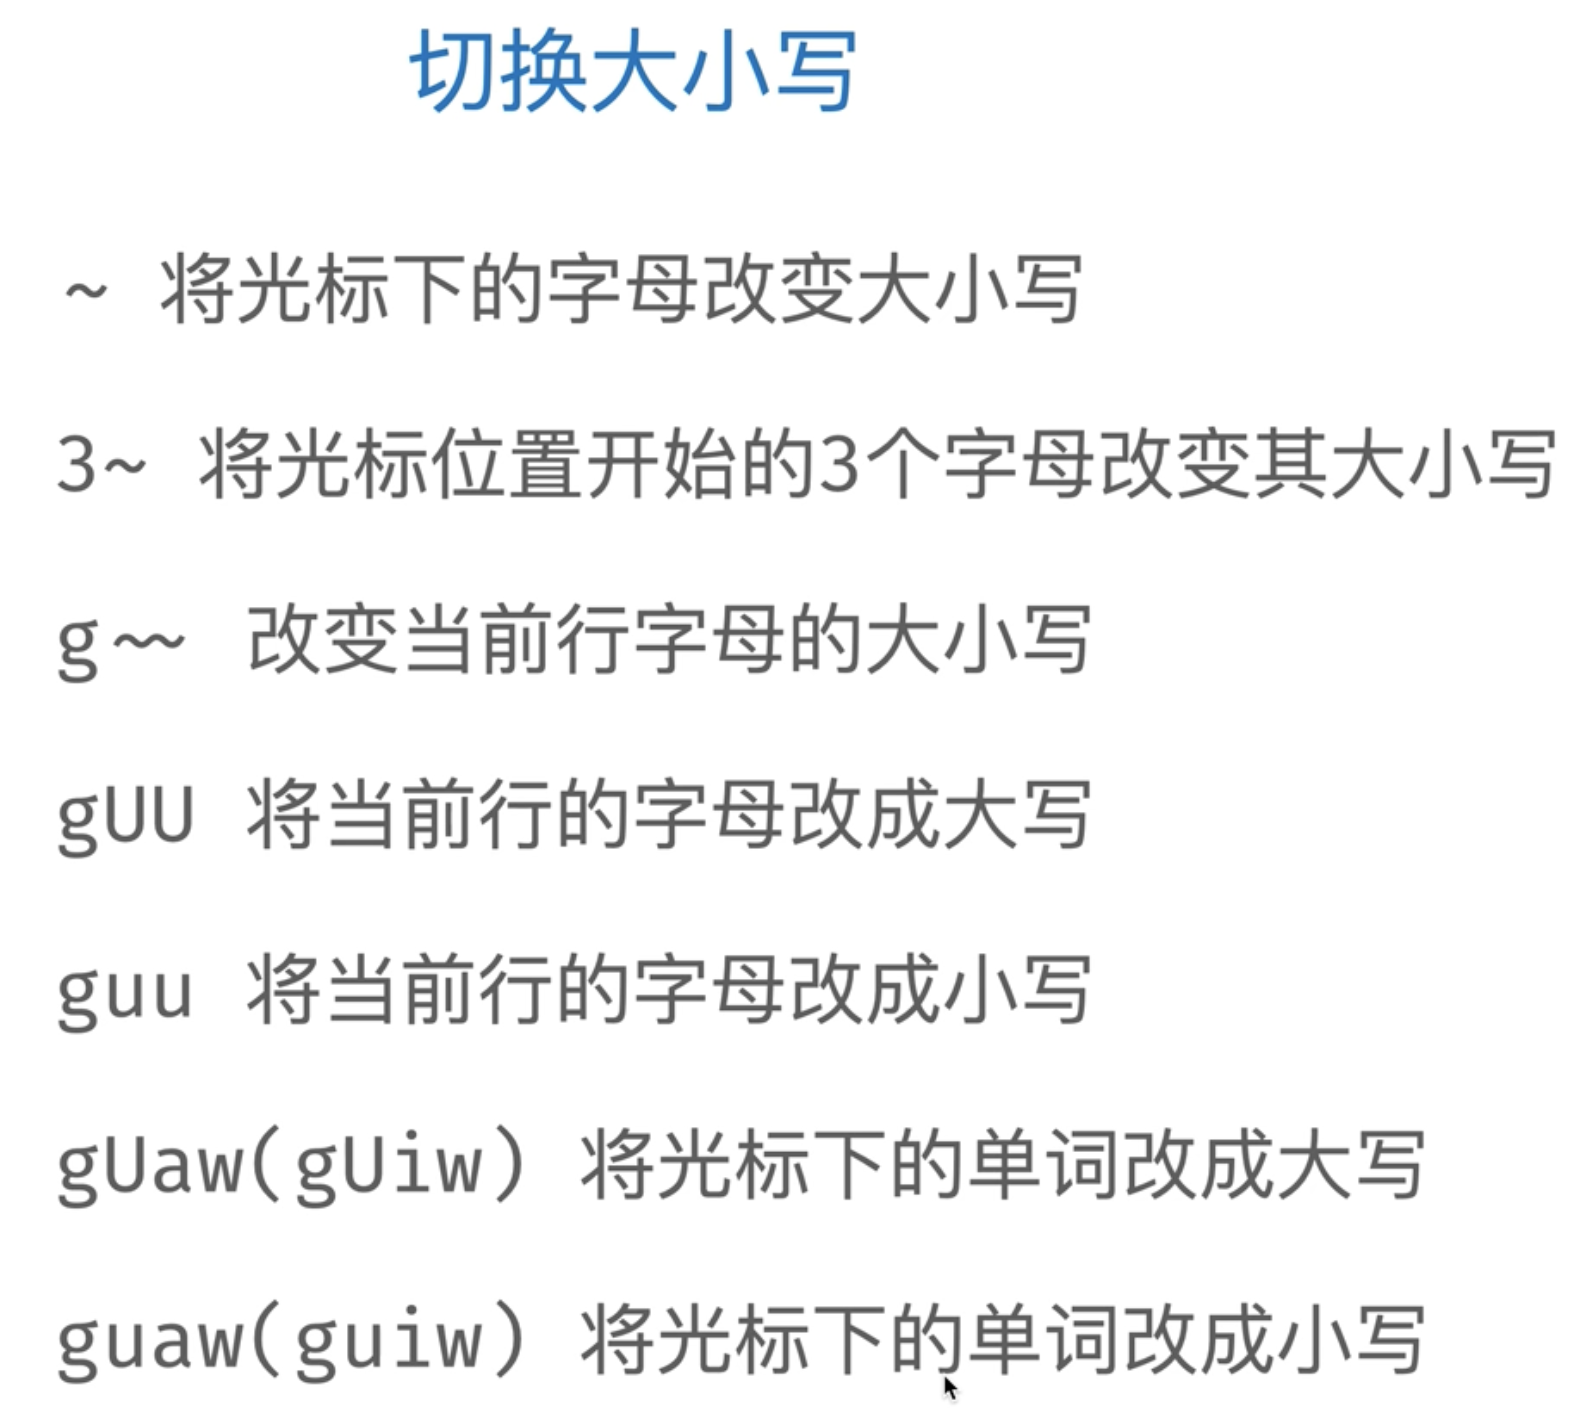 切换大小写
~ 将光标下的字母改变大小写
3~ 将光标位置开始的3个字母改变其大小写
g~~ 改变当前行字母的大小写
gUU 将当前行的字母改成大写
guu 将当前行的字母改成小写
gUaw(gUiw) 将光标下的单词改成大写
guaw(guiw) 将光标下的单词改成小写